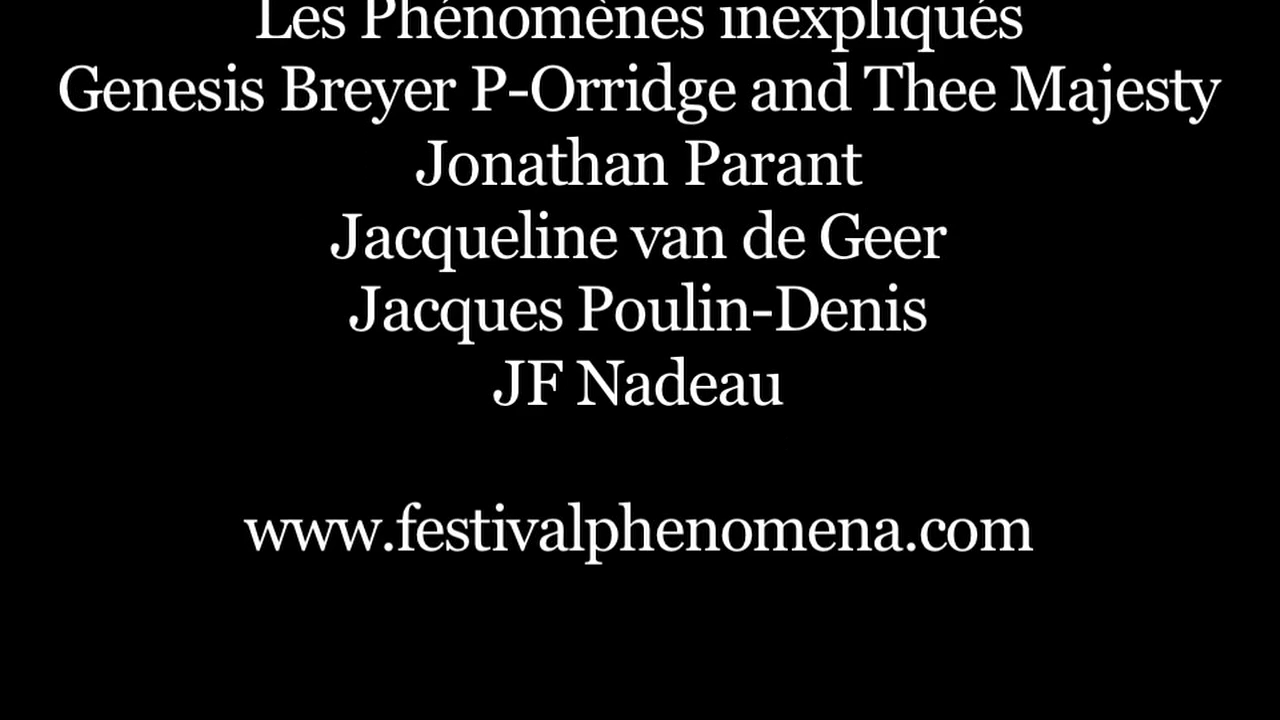 Les Phénomènes inexpliqués
Genesis Breyer P-Orridge and Thee Majesty
Jonathan Parant
Jacqueline van de Geer
Jacques Poulin-Denis
JF Nadeau
www.festivalphenomena.com